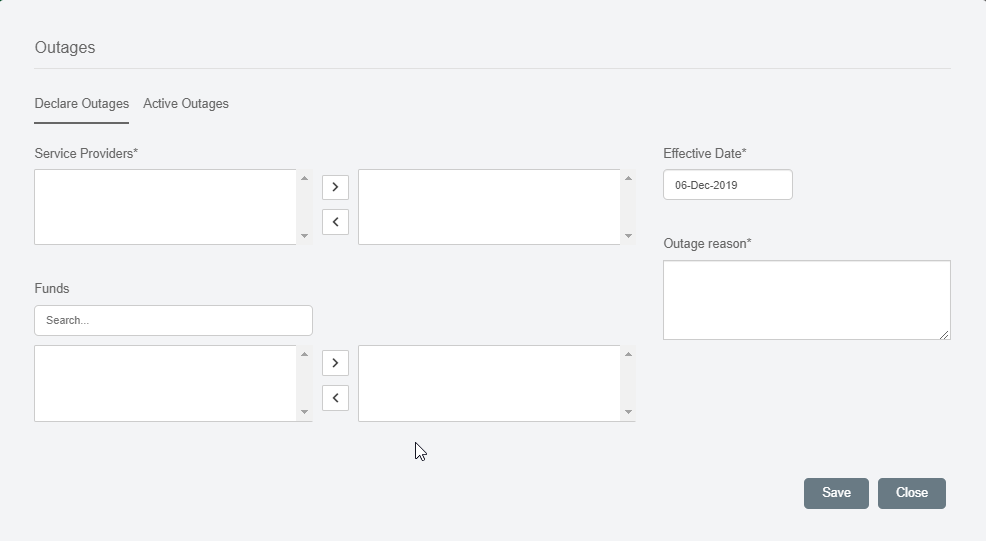 Outages
Declare Outages Active Outages
Service Providers*
Effective Date*
06-Dec-2019
Outage reason*
Funds
Search...
Save Close